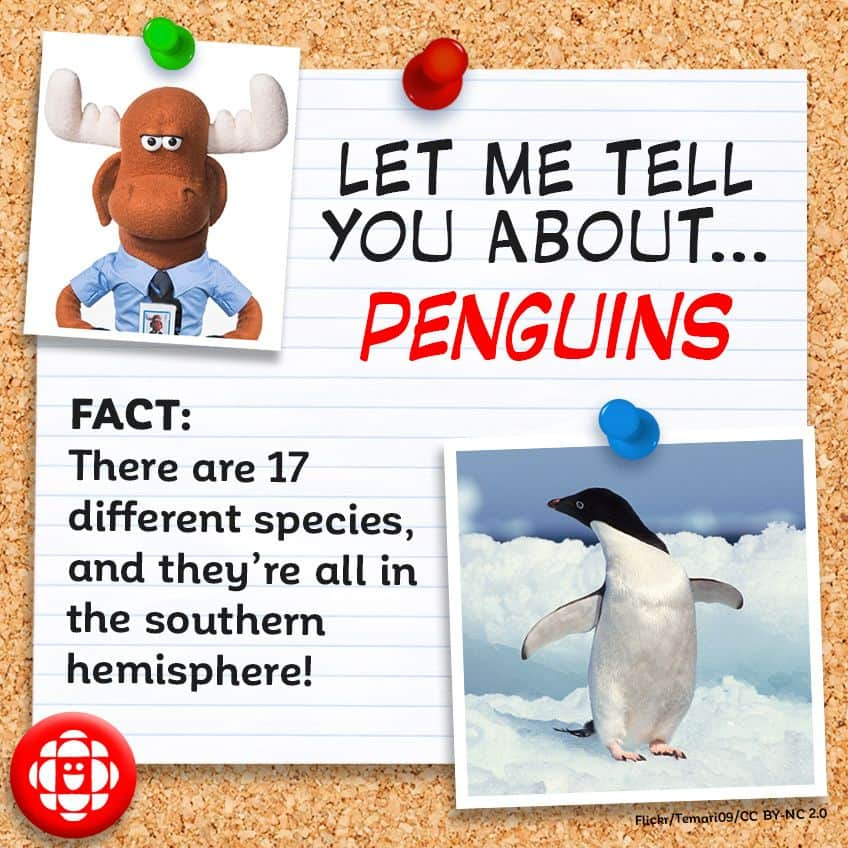 LET ME TELL
YOU ABOUT...
PENGUINS
FACT:
There are 17
different species,
and they're all in
the southern
hemisphere!
Flickr/Temari09/CC BY-NC 2.0